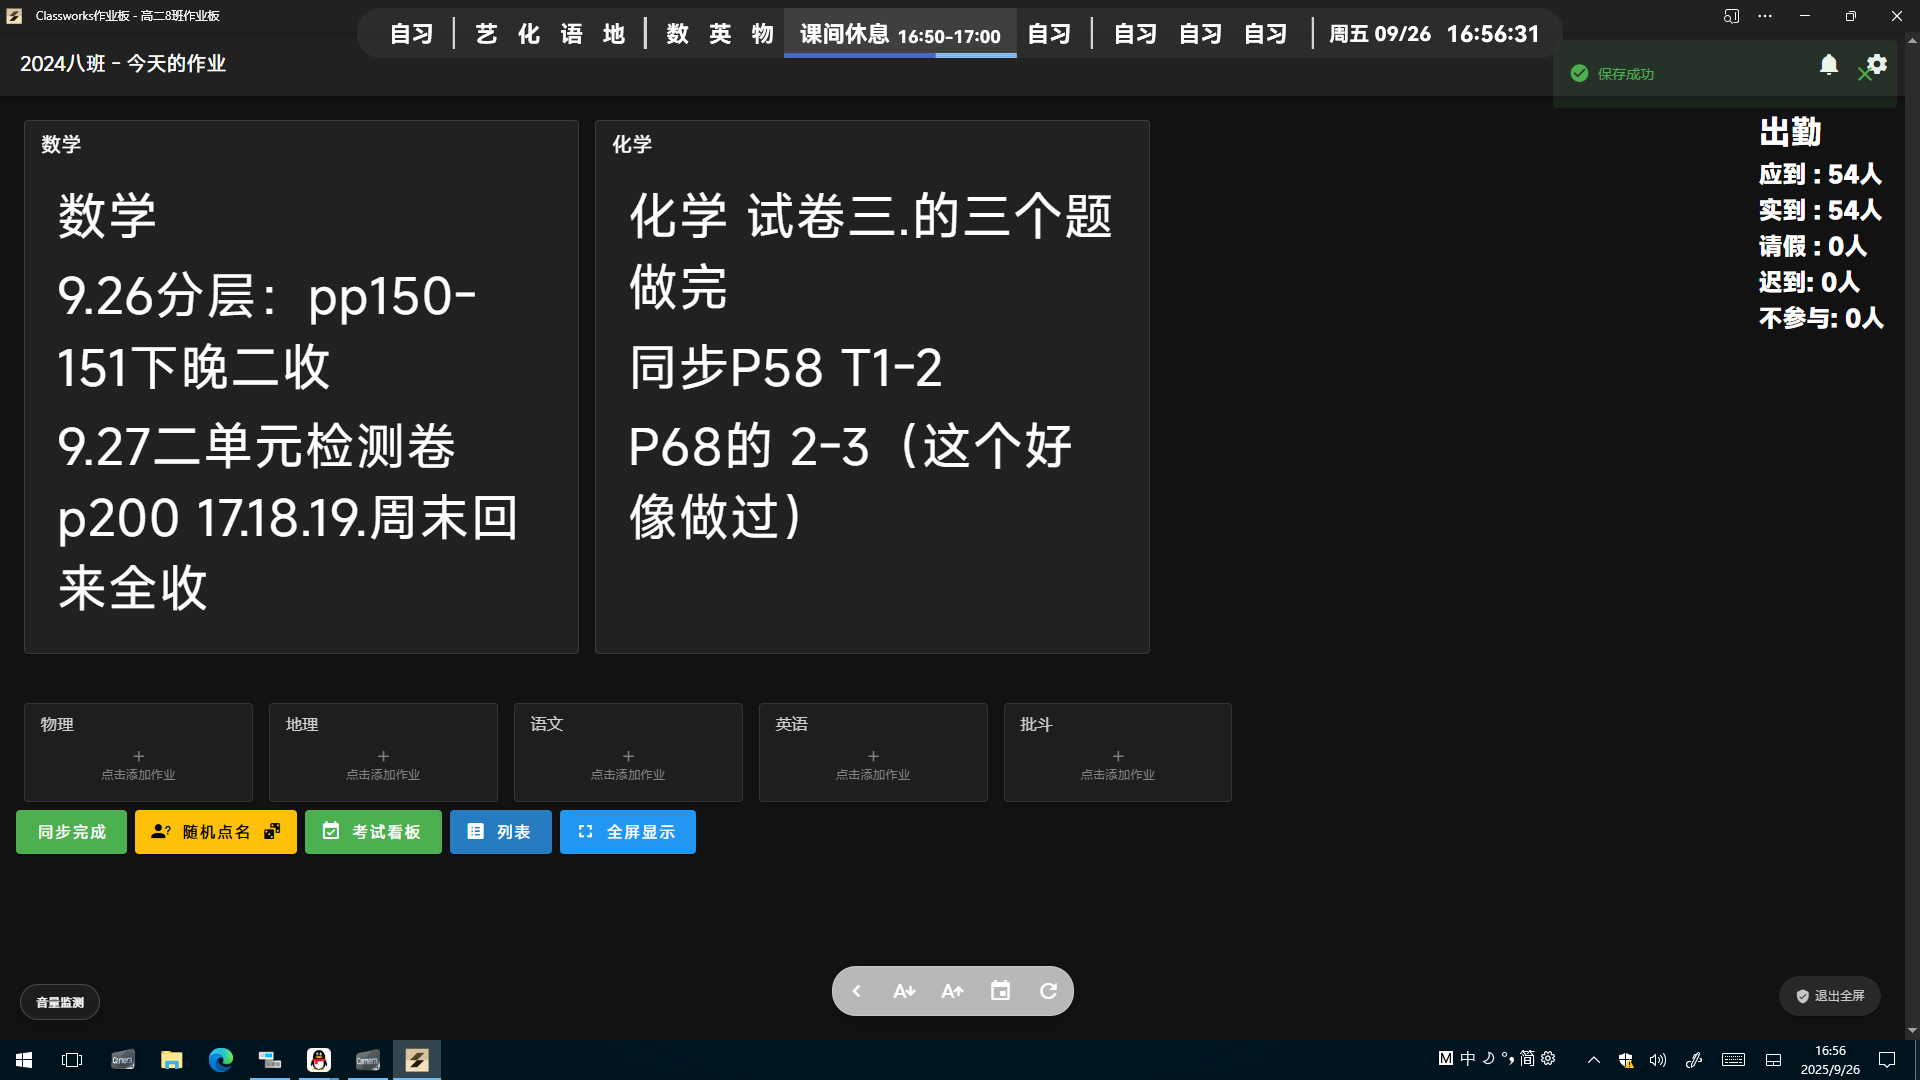 Classworks作业板 - 高二8班作业板
自习 | 艺 化 语 地 | 数 英 物 课间休息 16:50-17:00 自习 | 自习 自习 自习 | 周五 09/26 16:56:31
2024八班 - 今天的作业
保存成功
数学
数学
9.26分层：pp150-
151下晚二收
9.27二单元检测卷
p200 17.18.19.周末回
来全收
化学
化学 试卷三.的三个题
做完
同步P58 T1-2
P68的 2-3（这个好
像做过）
出勤
应到 : 54人
实到 : 54人
请假 : 0人
迟到: 0人
不参与: 0人
物理
点击添加作业
地理
点击添加作业
语文
点击添加作业
英语
点击添加作业
批斗
点击添加作业
同步完成
随机点名
考试看板
列表
全屏显示
音量监测
退出全屏
Camera
Camera
M 中 简
16:56
2025/9/26